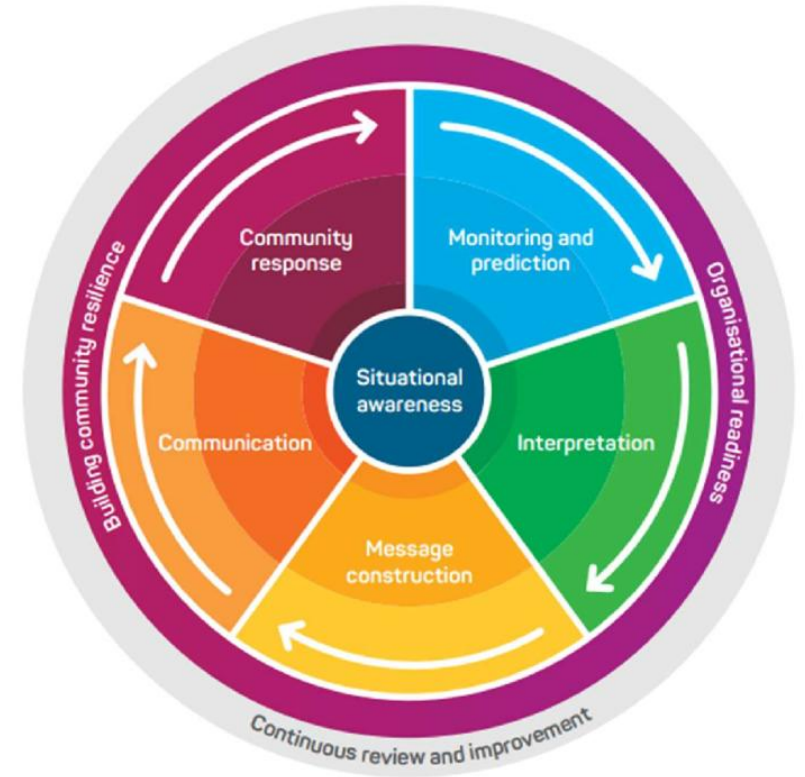 Community
response
Monitoring and
prediction
Situational
awareness
Communication
Interpretation
Message
construction
Building community resilience
Organisational readiness
Continuous review and improvement